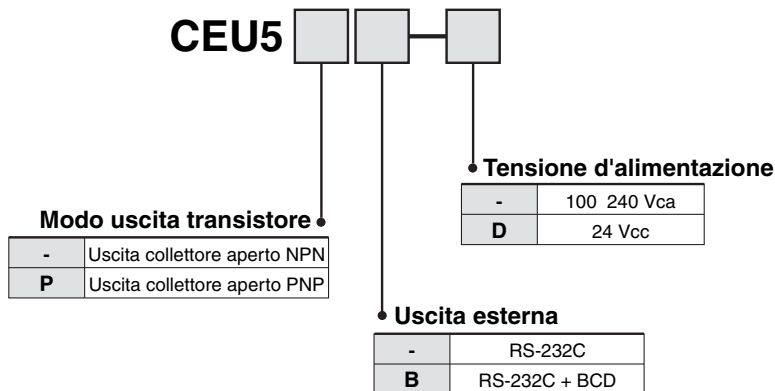 CEU5
Tensione d'alimentazione
- 100 240 Vca
D 24 Vcc
Modo uscita transistore
- Uscita collettore aperto NPN
P Uscita collettore aperto PNP
Uscita esterna
- RS-232C
B RS-232C + BCD